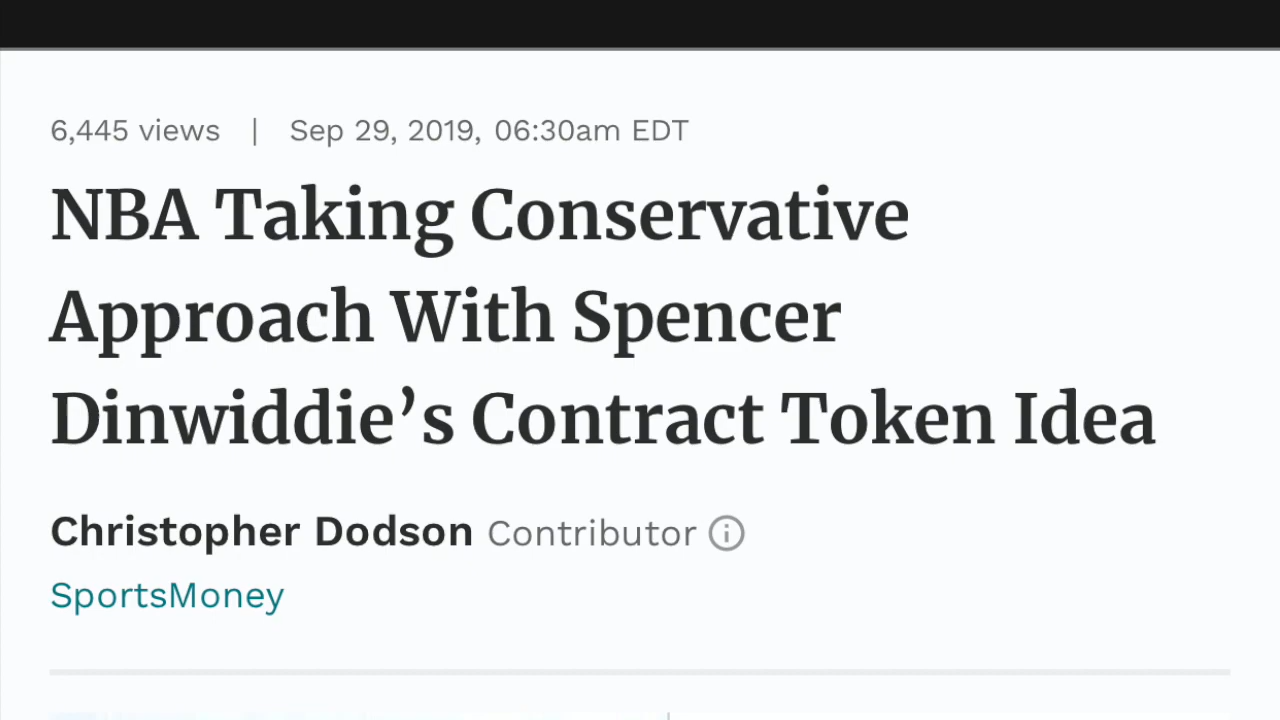 6,445 views | Sep 29, 2019, 06:30am EDT
NBA Taking Conservative
Approach With Spencer
Dinwiddie’s Contract Token Idea
Christopher Dodson Contributor
SportsMoney